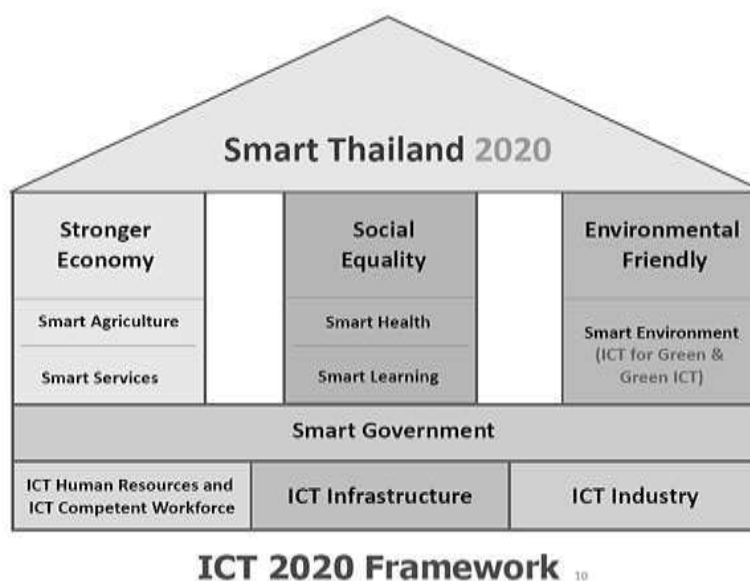 Smart Thailand 2020
Stronger
Economy
Smart Agriculture
Smart Services
Social
Equality
Smart Health
Smart Learning
Environmental
Friendly
Smart Environment
(ICT for Green &
Green ICT)
Smart Government
ICT Human Resources and
ICT Competent Workforce
ICT Infrastructure
ICT Industry
ICT 2020 Framework
10